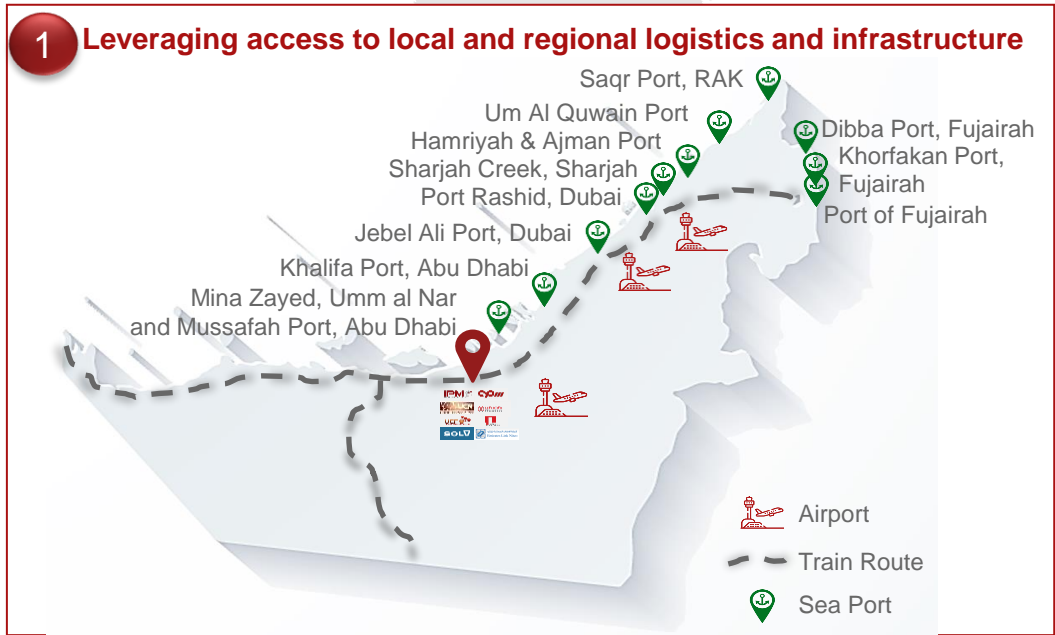 1
Leveraging access to local and regional logistics and infrastructure
Saqr Port, RAK
Um Al Quwain Port
Hamriyah & Ajman Port
Sharjah Creek, Sharjah
Port Rashid, Dubai
Jebel Ali Port, Dubai
Khalifa Port, Abu Dhabi
Mina Zayed, Umm al Nar
and Mussafah Port, Abu Dhabi
Dibba Port, Fujairah
Khorfakan Port,
Fujairah
Port of Fujairah
IPM
SOLV
Airport
Train Route
Sea Port